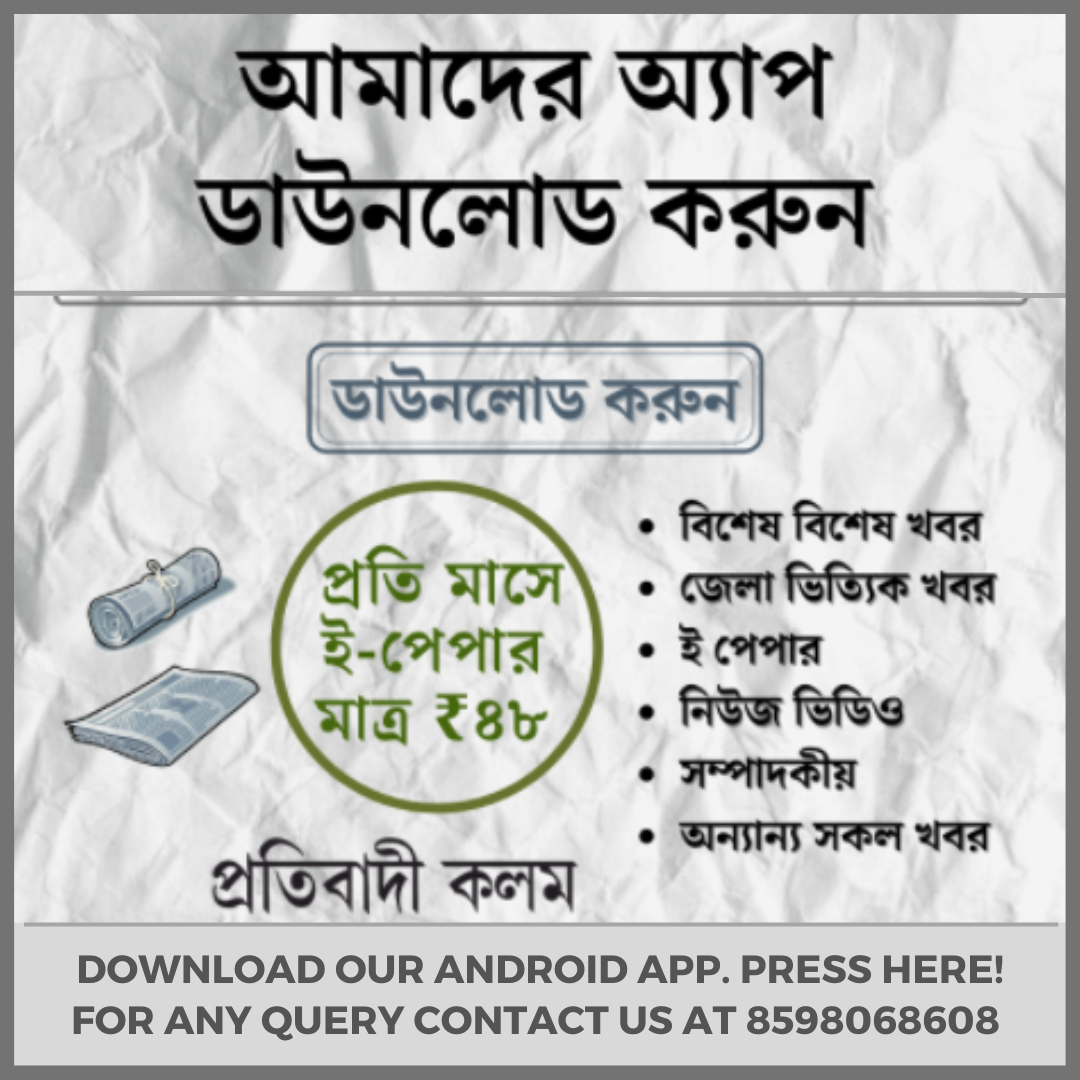 আমাদের অ্যাপ
ডাউনলোড করুন
ডাউনলোড করুন
প্রতি মাসে
ই-পেপার
মাত্র ₹৪৮
• বিশেষ বিশেষ খবর
• জেলা ভিত্যিক খবর
• ই পেপার
• নিউজ ভিডিও
• সম্পাদকীয়
• অন্যান্য সকল খবর
প্রতিবাদী কলম
DOWNLOAD OUR ANDROID APP. PRESS HERE!
FOR ANY QUERY CONTACT US AT 8598068608